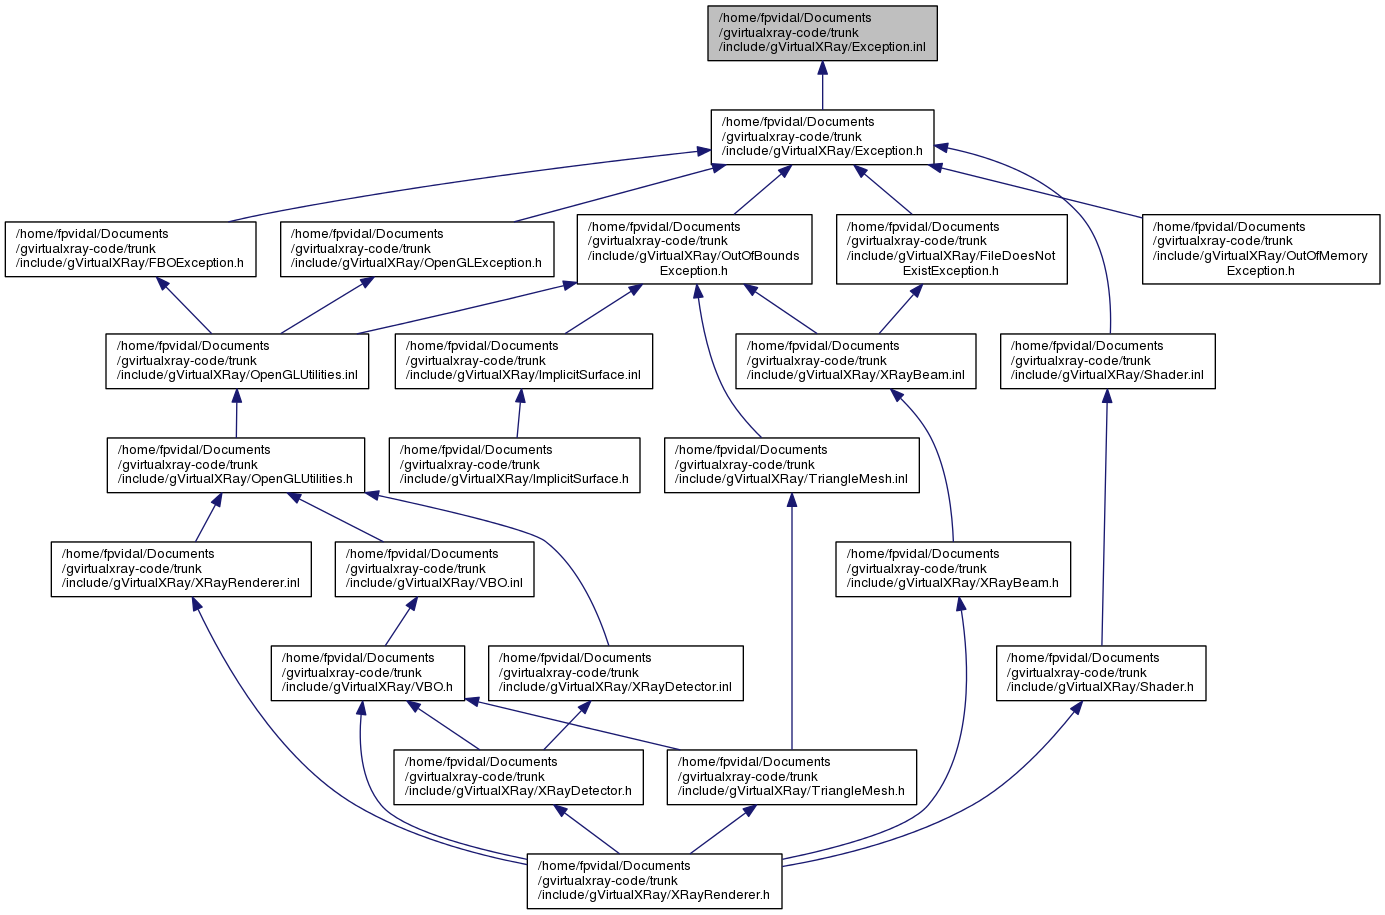 /home/fpvidal/Documents
/gvirtualxray-code/trunk
/include/gVirtualXRay/Exception.inl
/home/fpvidal/Documents
/gvirtualxray-code/trunk
/include/gVirtualXRay/Exception.h
/home/fpvidal/Documents
/gvirtualxray-code/trunk
/include/gVirtualXRay/FBOException.h
/home/fpvidal/Documents
/gvirtualxray-code/trunk
/include/gVirtualXRay/OpenGLException.h
/home/fpvidal/Documents
/gvirtualxray-code/trunk
/include/gVirtualXRay/OutOfBounds
Exception.h
/home/fpvidal/Documents
/gvirtualxray-code/trunk
/include/gVirtualXRay/FileDoesNot
ExistException.h
/home/fpvidal/Documents
/gvirtualxray-code/trunk
/include/gVirtualXRay/OutOfMemory
Exception.h
/home/fpvidal/Documents
/gvirtualxray-code/trunk
/include/gVirtualXRay/OpenGLUtilities.inl
/home/fpvidal/Documents
/gvirtualxray-code/trunk
/include/gVirtualXRay/ImplicitSurface.inl
/home/fpvidal/Documents
/gvirtualxray-code/trunk
/include/gVirtualXRay/XRayBeam.inl
/home/fpvidal/Documents
/gvirtualxray-code/trunk
/include/gVirtualXRay/Shader.inl
/home/fpvidal/Documents
/gvirtualxray-code/trunk
/include/gVirtualXRay/OpenGLUtilities.h
/home/fpvidal/Documents
/gvirtualxray-code/trunk
/include/gVirtualXRay/ImplicitSurface.h
/home/fpvidal/Documents
/gvirtualxray-code/trunk
/include/gVirtualXRay/TriangleMesh.inl
/home/fpvidal/Documents
/gvirtualxray-code/trunk
/include/gVirtualXRay/XRayRenderer.inl
/home/fpvidal/Documents
/gvirtualxray-code/trunk
/include/gVirtualXRay/VBO.inl
/home/fpvidal/Documents
/gvirtualxray-code/trunk
/include/gVirtualXRay/XRayBeam.h
/home/fpvidal/Documents
/gvirtualxray-code/trunk
/include/gVirtualXRay/VBO.h
/home/fpvidal/Documents
/gvirtualxray-code/trunk
/include/gVirtualXRay/XRayDetector.inl
/home/fpvidal/Documents
/gvirtualxray-code/trunk
/include/gVirtualXRay/Shader.h
/home/fpvidal/Documents
/gvirtualxray-code/trunk
/include/gVirtualXRay/XRayDetector.h
/home/fpvidal/Documents
/gvirtualxray-code/trunk
/include/gVirtualXRay/TriangleMesh.h
/home/fpvidal/Documents
/gvirtualxray-code/trunk
/include/gVirtualXRay/XRayRenderer.h